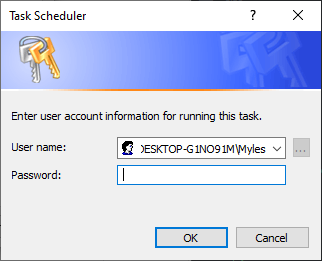 Task Scheduler
Enter user account information for running this task.
User name: DESKTOP-G1NO91M\Myles
...
Password:
OK Cancel